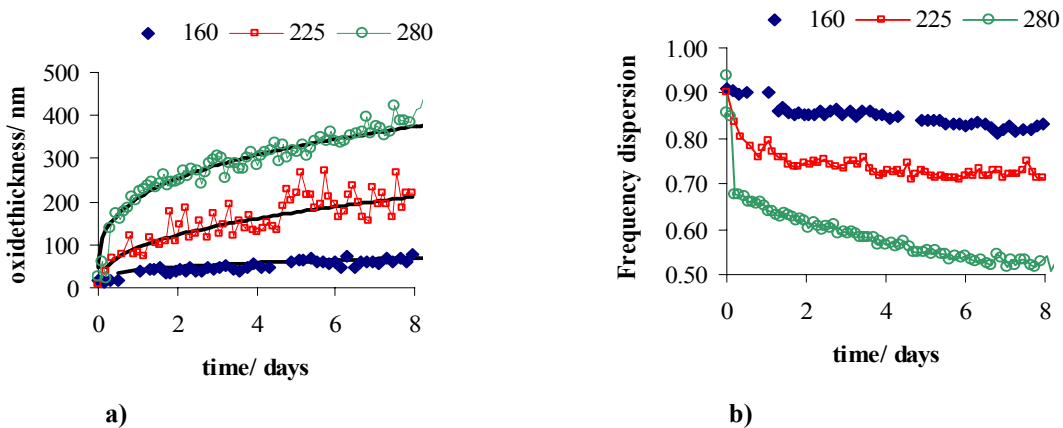 160 225 280
oxidethickness/ nm
500
400
300
200
100
0
0 2 4 6 8
time/ days
a)
160 225 280
Frequency dispersion
1.00
0.90
0.80
0.70
0.60
0.50
0 2 4 6 8
time/ days
b)